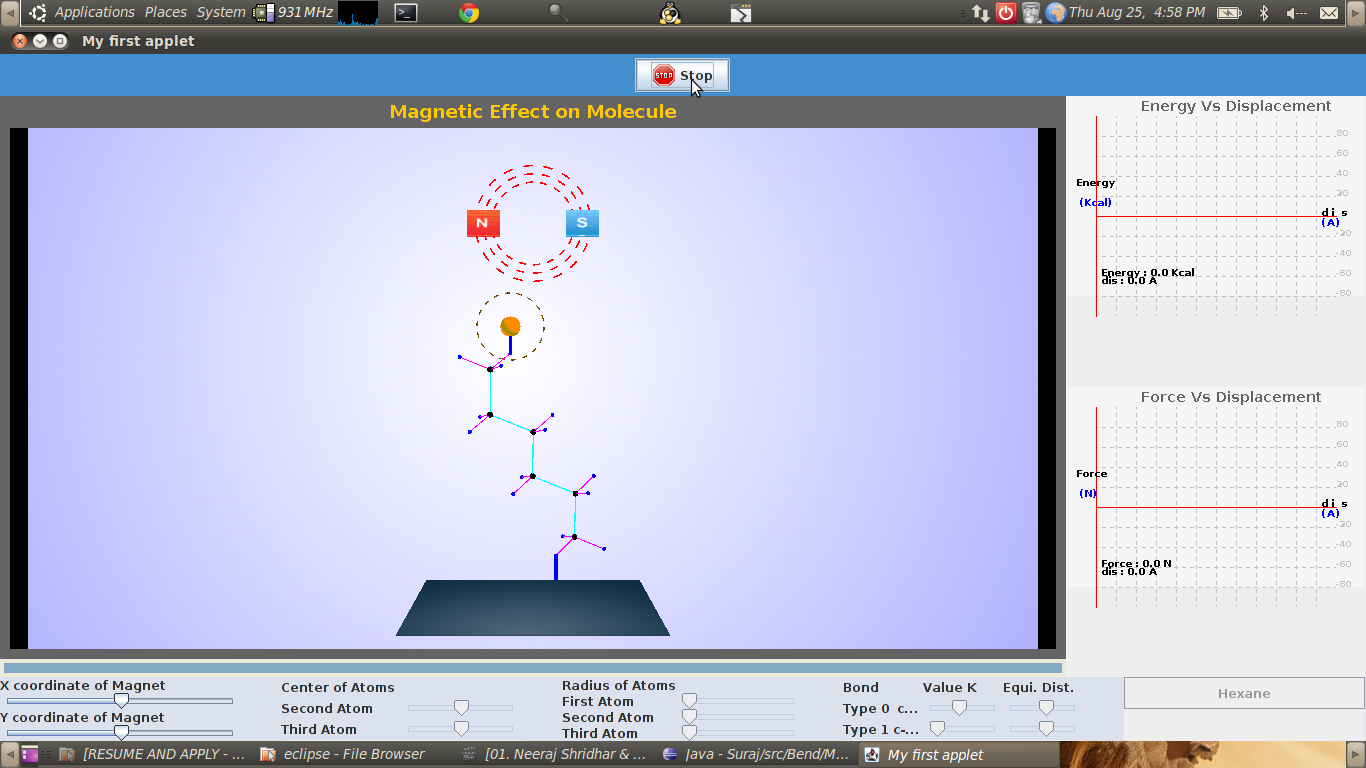 Applications Places System 931 MHz Thu Aug 25, 4:58 PM
My first applet
STOP Stop
Magnetic Effect on Molecule
N S
Energy Vs Displacement
80
60
40
20
Energy
(Kcal)
d i s
(A)
-20
-40
-60
-80
Energy : 0.0 Kcal
dis : 0.0 A
Force Vs Displacement
80
60
40
20
Force
(N)
d i s
(A)
-20
-40
-60
-80
Force : 0.0 N
dis : 0.0 A
X coordinate of Magnet
Y coordinate of Magnet
Center of Atoms
Second Atom
Third Atom
Radius of Atoms
First Atom
Second Atom
Third Atom
Bond Value K Equi. Dist.
Type 0 c...
Type 1 c-...
Hexane
[RESUME AND APPLY - ... eclipse - File Browser [01. Neeraj Shridhar & ... Java - Suraj/src/Bend/M... My first applet